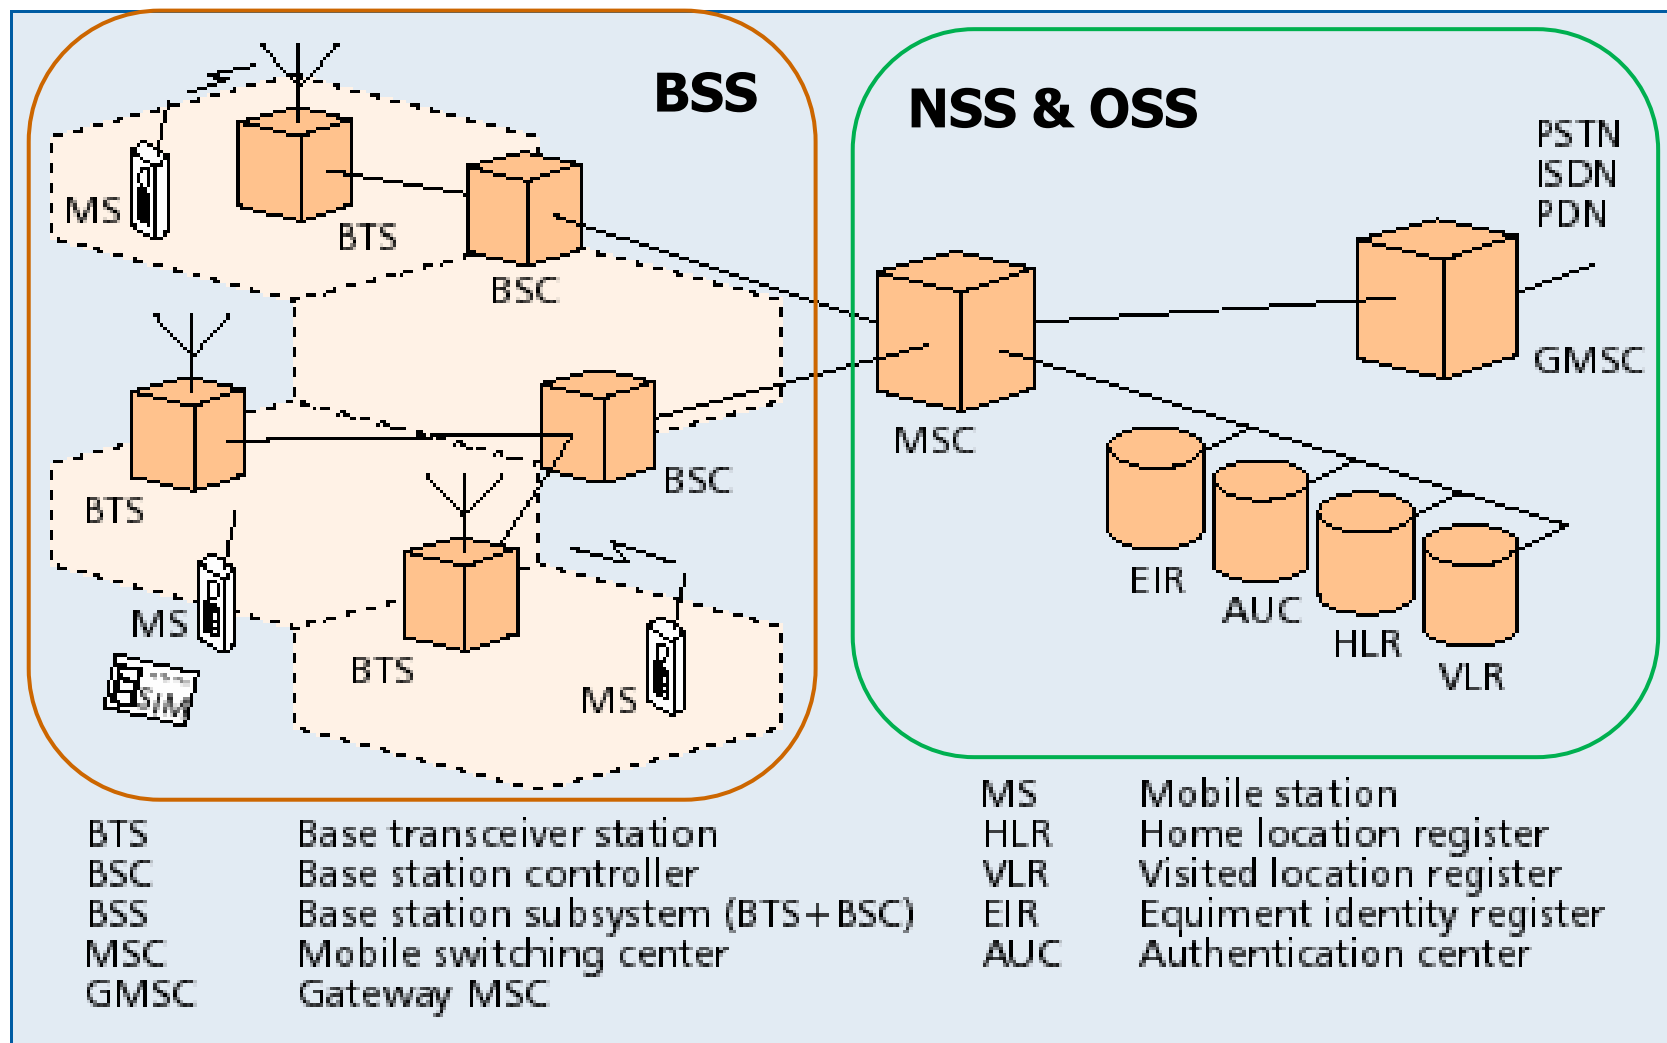 BSS
NSS & OSS
PSTN
ISDN
PDN
MS
BTS
BSC
GMSC
MSC
BSC
BTS
EIR
AUC
HLR
VLR
MS
SIM
BTS
MS
BTS Base transceiver station
BSC Base station controller
BSS Base station subsystem (BTS+BSC)
MSC Mobile switching center
GMSC Gateway MSC
MS Mobile station
HLR Home location register
VLR Visited location register
EIR Equiment identity register
AUC Authentication center